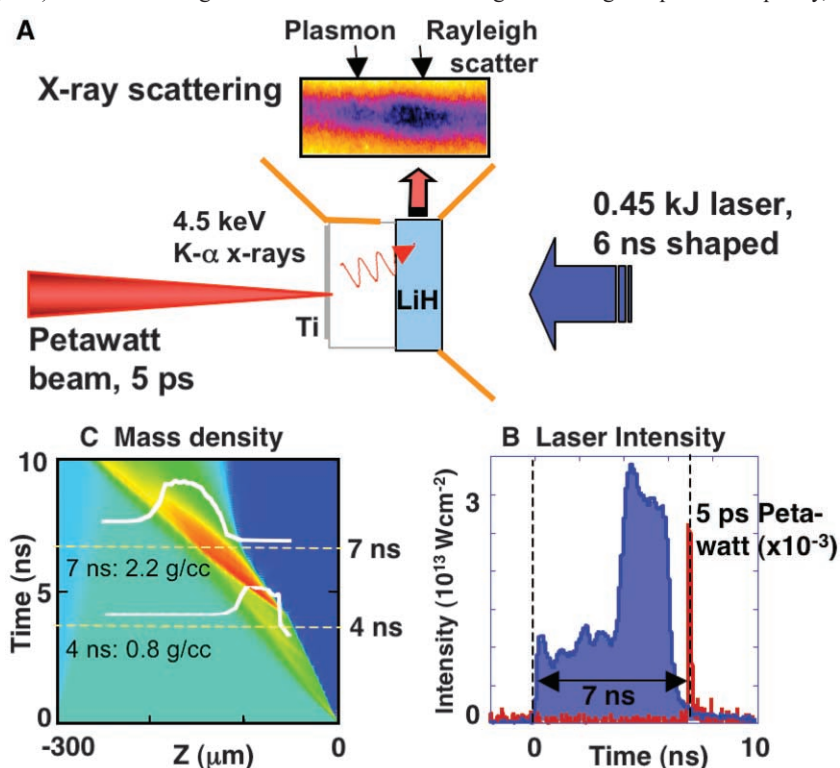 A
Plasmon Rayleigh scatter
X-ray scattering
4.5 keV
K-α x-rays
0.45 kJ laser,
6 ns shaped
LiH
Ti
Petawatt
beam, 5 ps
C Mass density
10
Time (ns)
5
0
7 ns: 2.2 g/cc
7 ns
4 ns: 0.8 g/cc
4 ns
-300
Z (μm)
0
B Laser Intensity
Intensity (10¹³ Wcm⁻²)
3
0
5 ps Peta-
watt (x10⁻³)
7 ns
0
Time (ns)
10